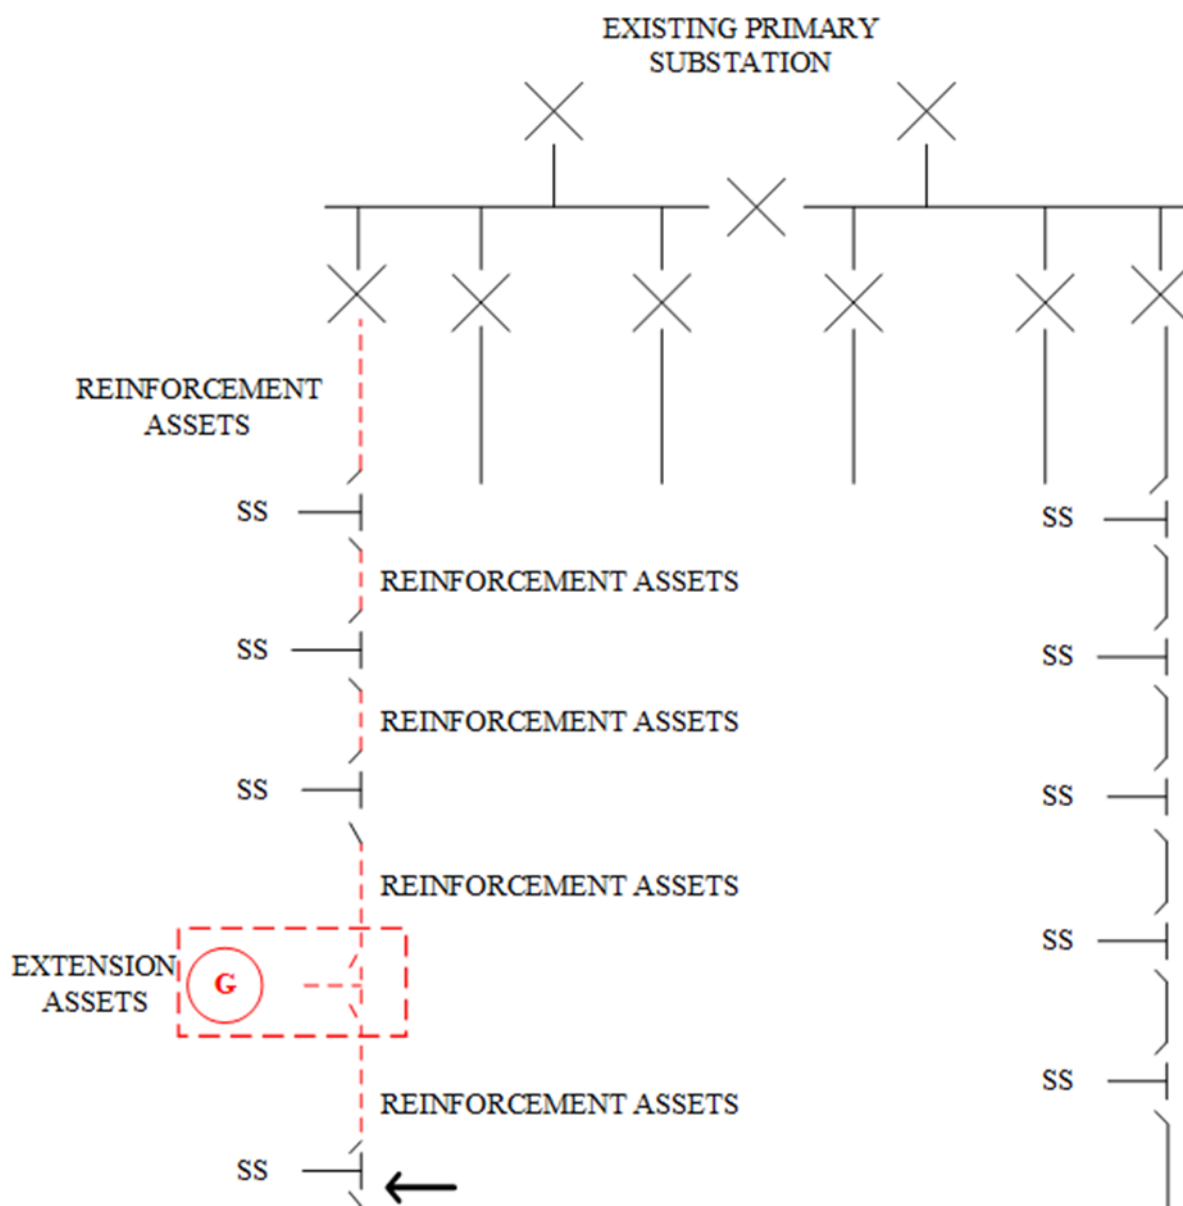 EXISTING PRIMARY
SUBSTATION
REINFORCEMENT
ASSETS
SS
SS
REINFORCEMENT ASSETS
SS
SS
REINFORCEMENT ASSETS
SS
SS
REINFORCEMENT ASSETS
SS
EXTENSION
ASSETS
G
SS
REINFORCEMENT ASSETS
SS